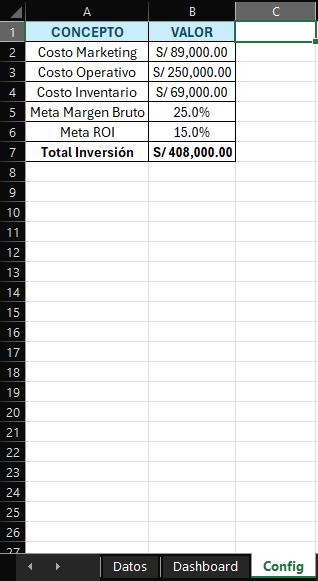 A B C
1 CONCEPTO VALOR
2 Costo Marketing S/ 89,000.00
3 Costo Operativo S/ 250,000.00
4 Costo Inventario S/ 69,000.00
5 Meta Margen Bruto 25.0%
6 Meta ROI 15.0%
7 Total Inversión S/ 408,000.00
8
9
10
11
12
13
14
15
16
17
18
19
20
21
22
23
24
25
26
27
Datos Dashboard Config